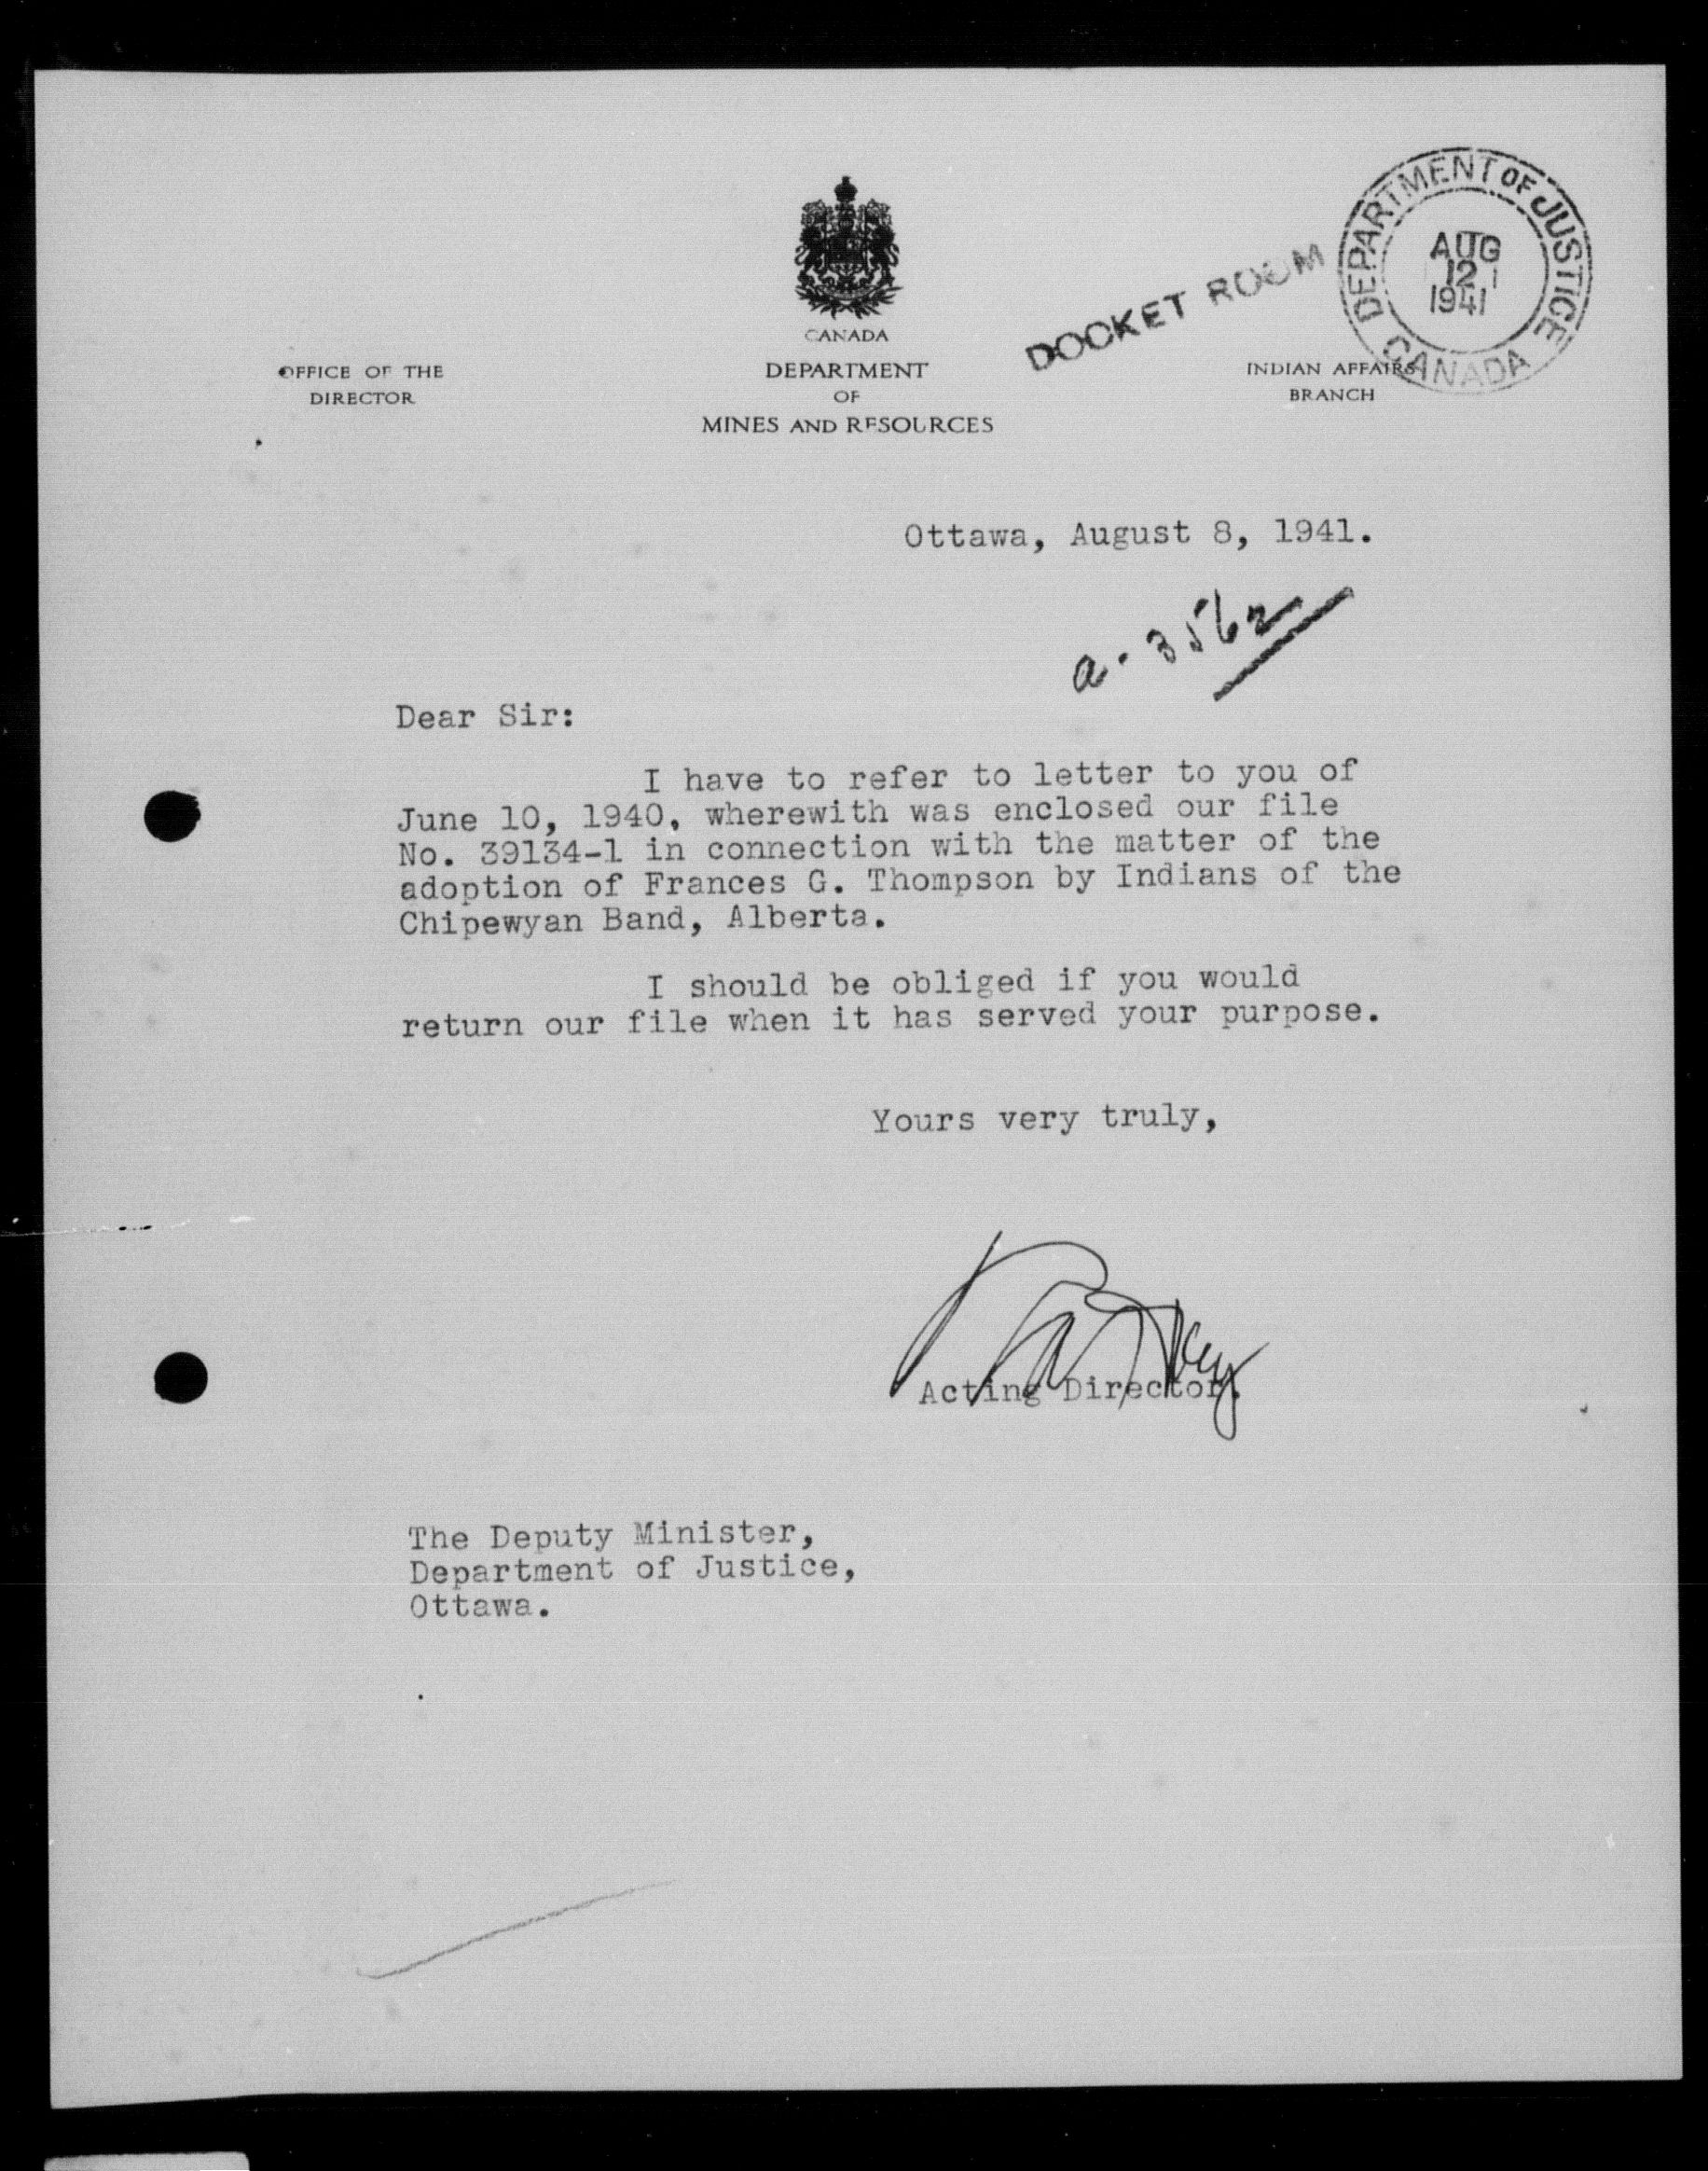 DEPARTMENT OF JUSTICE
CANADA
AUG
12
1941
DOCKET ROOM
CANADA
OFFICE OF THE
DIRECTOR
DEPARTMENT
OF
MINES AND RESOURCES
INDIAN AFFAIRS
BRANCH
Ottawa, August 8, 1941.
a. 3562
Dear Sir:
I have to refer to letter to you of
June 10, 1940, wherewith was enclosed our file
No. 39134-1 in connection with the matter of the
adoption of Frances G. Thompson by Indians of the
Chipewyan Band, Alberta.
I should be obliged if you would
return our file when it has served your purpose.
Yours very truly,
Acting Director.
The Deputy Minister,
Department of Justice,
Ottawa.